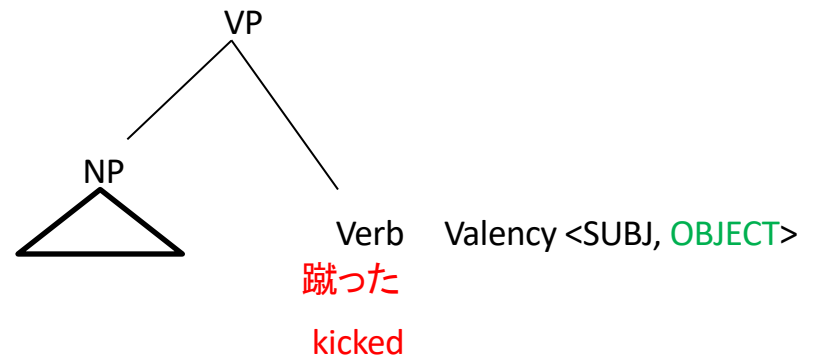 VP
NP
Verb Valency <SUBJ, OBJECT>
蹴った
kicked